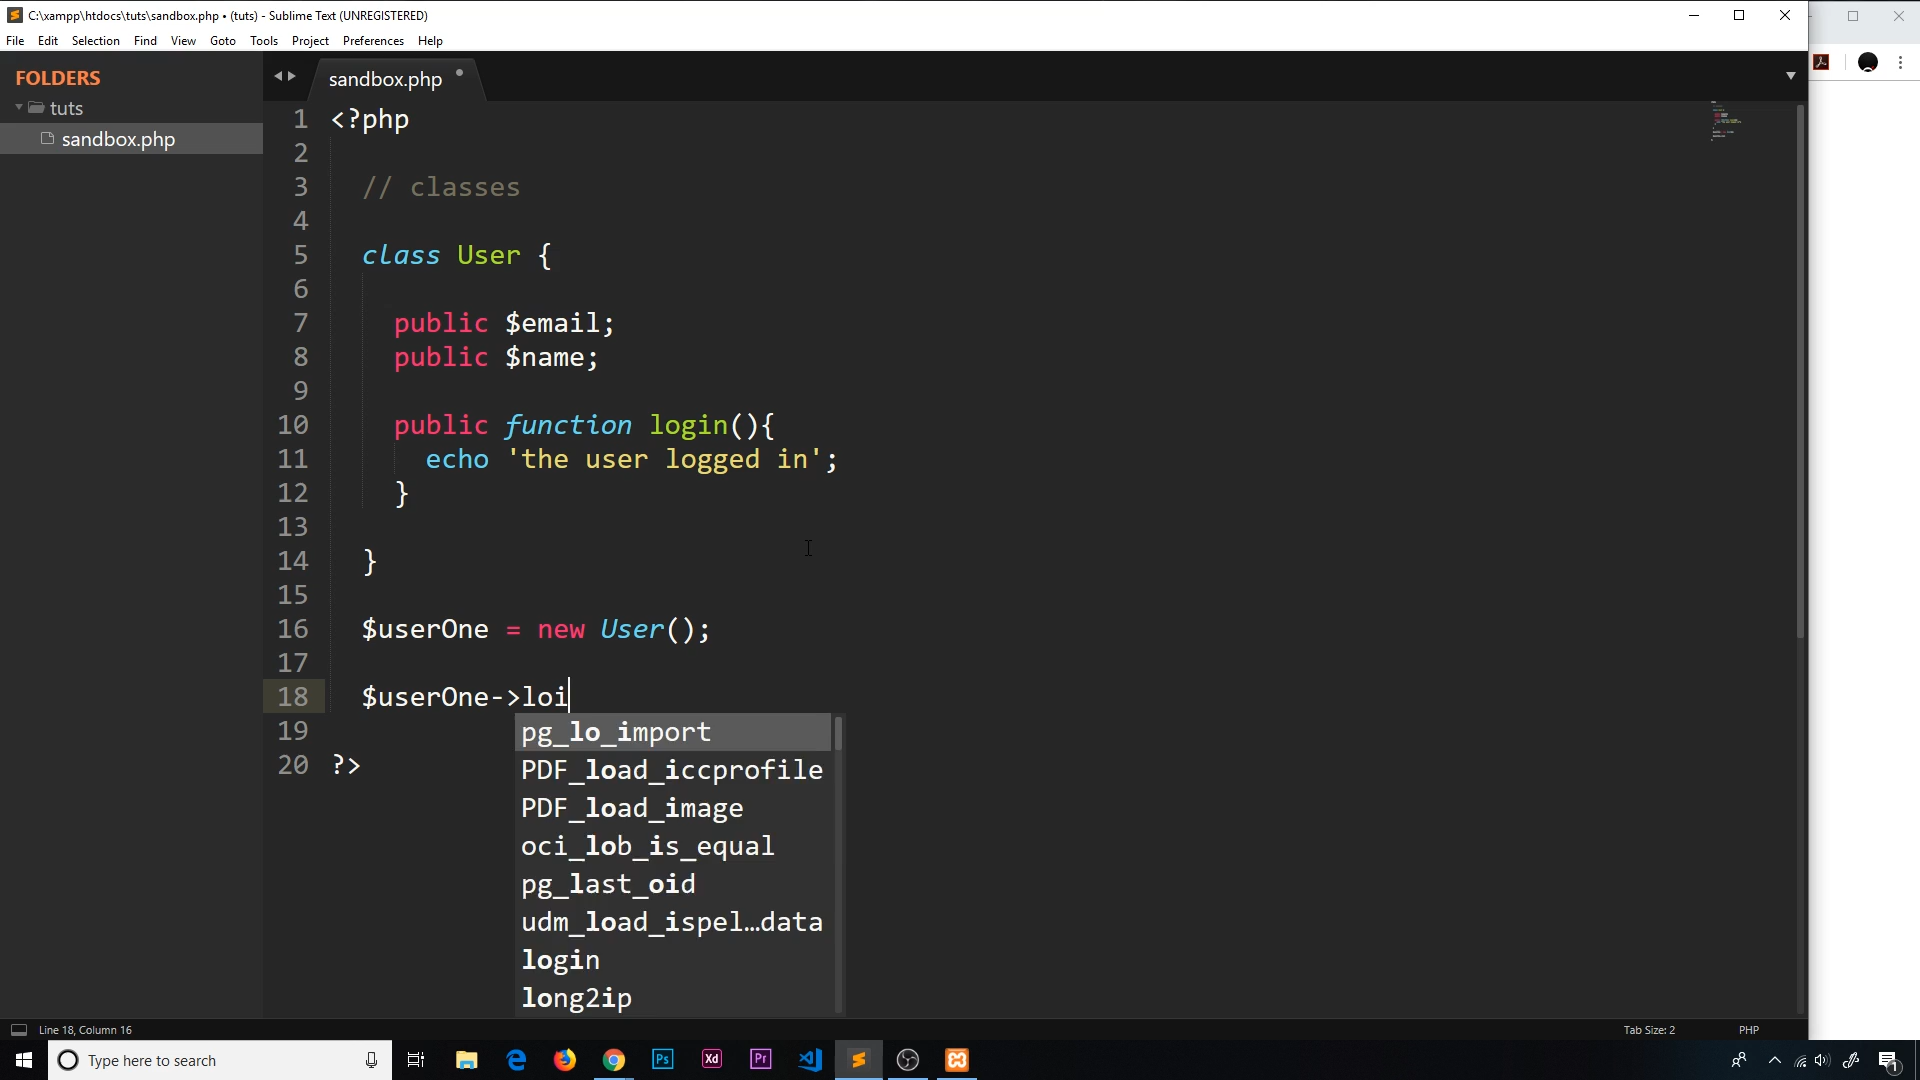 C:\xampp\htdocs\tuts\sandbox.php • (tuts) - Sublime Text (UNREGISTERED)
File Edit Selection Find View Goto Tools Project Preferences Help
FOLDERS
tuts
sandbox.php
sandbox.php
1 <?php
2
3 // classes
4
5 class User {
6
7 public $email;
8 public $name;
9
10 public function login(){
11 echo 'the user logged in';
12 }
13
14 }
15
16 $userOne = new User();
17
18 $userOne->loi
19
20 ?>
pg_lo_import
PDF_load_iccprofile
PDF_load_image
oci_lob_is_equal
pg_last_oid
udm_load_ispel…data
login
long2ip
Line 18, Column 16
Tab Size: 2
PHP
Type here to search
Ps
Xd
Pr
1